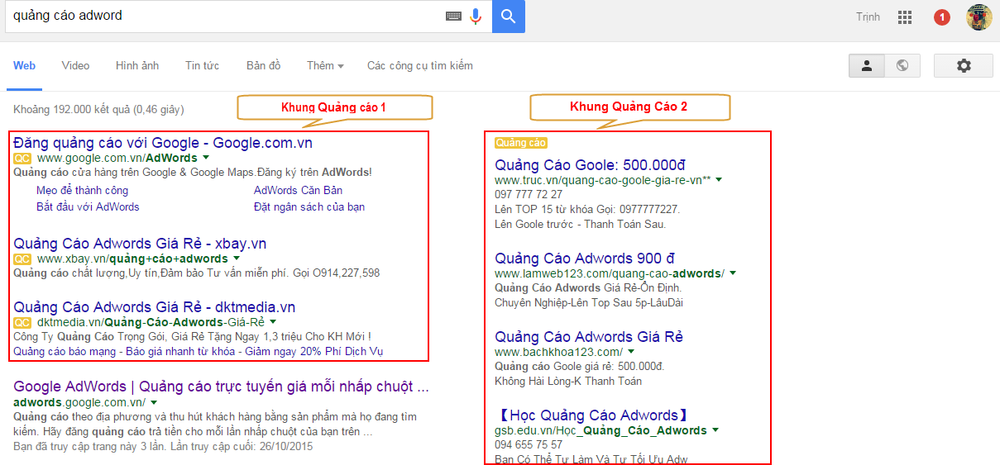 quảng cáo adword
Trịnh
1
Web Video Hình ảnh Tin tức Bản đồ Thêm Các công cụ tìm kiếm
Khoảng 192.000 kết quả (0,46 giây)
Khung Quảng cáo 1
Đăng quảng cáo với Google - Google.com.vn
QC www.google.com.vn/AdWords
Quảng cáo cửa hàng trên Google & Google Maps.Đăng ký trên AdWords!
Mẹo để thành công AdWords Căn Bản
Bắt đầu với AdWords Đặt ngân sách của bạn
Quảng Cáo Adwords Giá Rẻ - xbay.vn
QC www.xbay.vn/quảng+cáo+adwords
Quảng cáo chất lượng,Uy tín,Đảm bảo Tư vấn miễn phí. Gọi O914,227,598
Quảng Cáo Adwords Giá Rẻ - dktmedia.vn
QC dktmedia.vn/Quảng-Cáo-Adwords-Giá-Rẻ
Công Ty Quảng Cáo Trọng Gói, Giá Rẻ Tặng Ngay 1,3 triệu Cho KH Mới !
Quảng cáo báo mạng - Báo giá nhanh từ khóa - Giảm ngay 20% Phí Dịch Vụ
Google AdWords | Quảng cáo trực tuyến giá mỗi nhấp chuột ...
adwords.google.com.vn/
Quảng cáo theo địa phương và thu hút khách hàng bằng sản phẩm mà họ đang tìm
kiếm. Hãy đăng quảng cáo trả tiền cho mỗi lần nhấp chuột của bạn trên ...
Bạn đã truy cập trang này 3 lần. Lần truy cập cuối: 26/10/2015
Khung Quảng Cáo 2
Quảng cáo
Quảng Cáo Goole: 500.000đ
www.truc.vn/quang-cao-goole-gia-re-vn**
097 777 72 27
Lên TOP 15 từ khóa Gọi: 0977777227.
Lên Goole trước - Thanh Toán Sau.
Quảng Cáo Adwords 900 đ
www.lamweb123.com/quang-cao-adwords/
Quảng Cáo Adwords Giá Rẻ-Ổn Định.
Chuyên Nghiệp-Lên Top Sau 5p-LâuDài
Quảng Cáo Adwords Giá Rẻ
www.bachkhoa123.com/
Quảng cáo Goole giá rẻ: 500.000đ.
Không Hài Lòng-K Thanh Toán
【Học Quảng Cáo Adwords】
gsb.edu.vn/Học_Quảng_Cáo_Adwords
094 655 75 57
Bạn Có Thể Tự Làm Và Tự Tối Ưu Adw